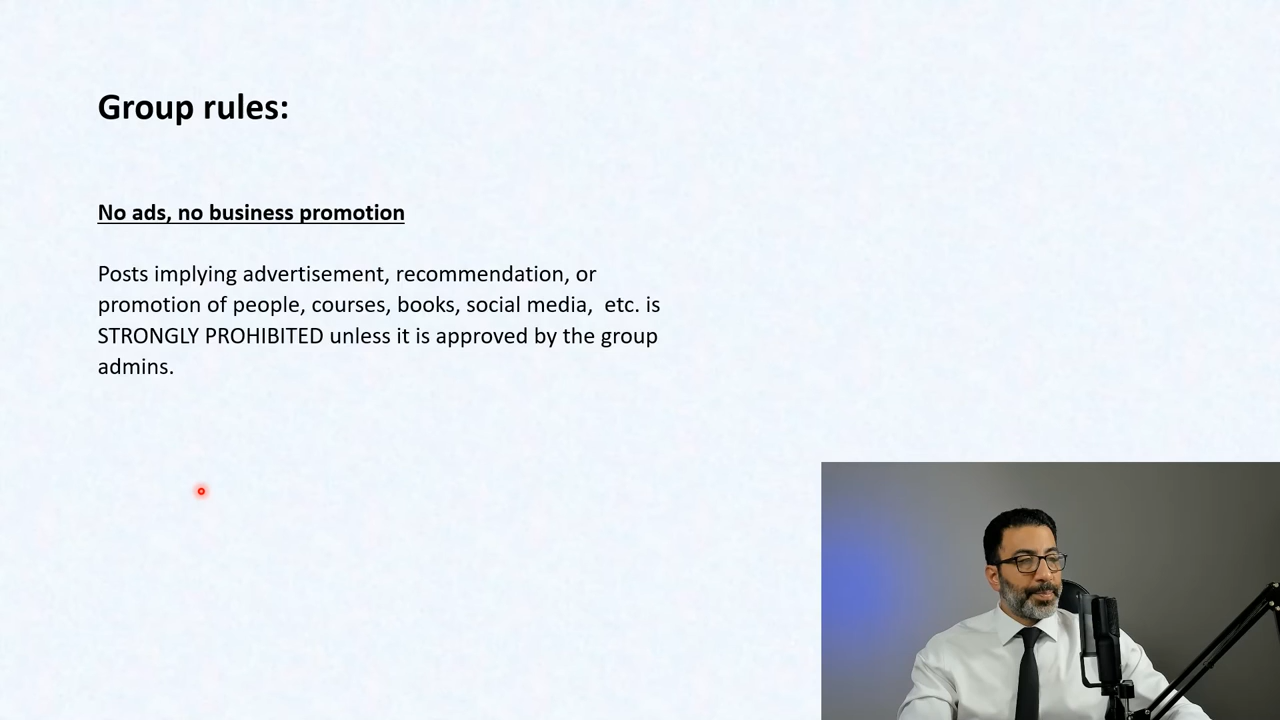 Group rules:
No ads, no business promotion
Posts implying advertisement, recommendation, or
promotion of people, courses, books, social media,  etc. is
STRONGLY PROHIBITED unless it is approved by the group
admins.